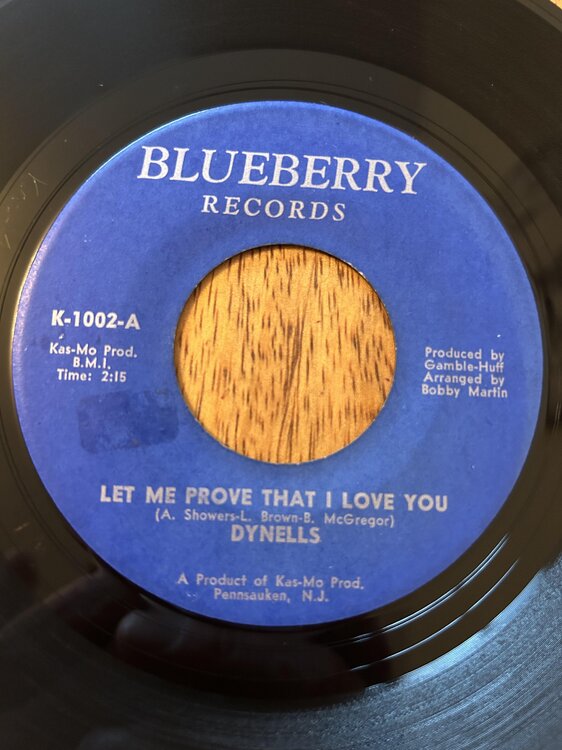 BLUEBERRY
RECORDS
K-1002-A
Kas-Mo Prod.
B.M.I.
Time: 2:15
Produced by
Gamble-Huff
Arranged by
Bobby Martin
LET ME PROVE THAT I LOVE YOU
(A. Showers-L. Brown-B. McGregor)
DYNELLS
A Product of Kas-Mo Prod.
Pennsauken, N.J.